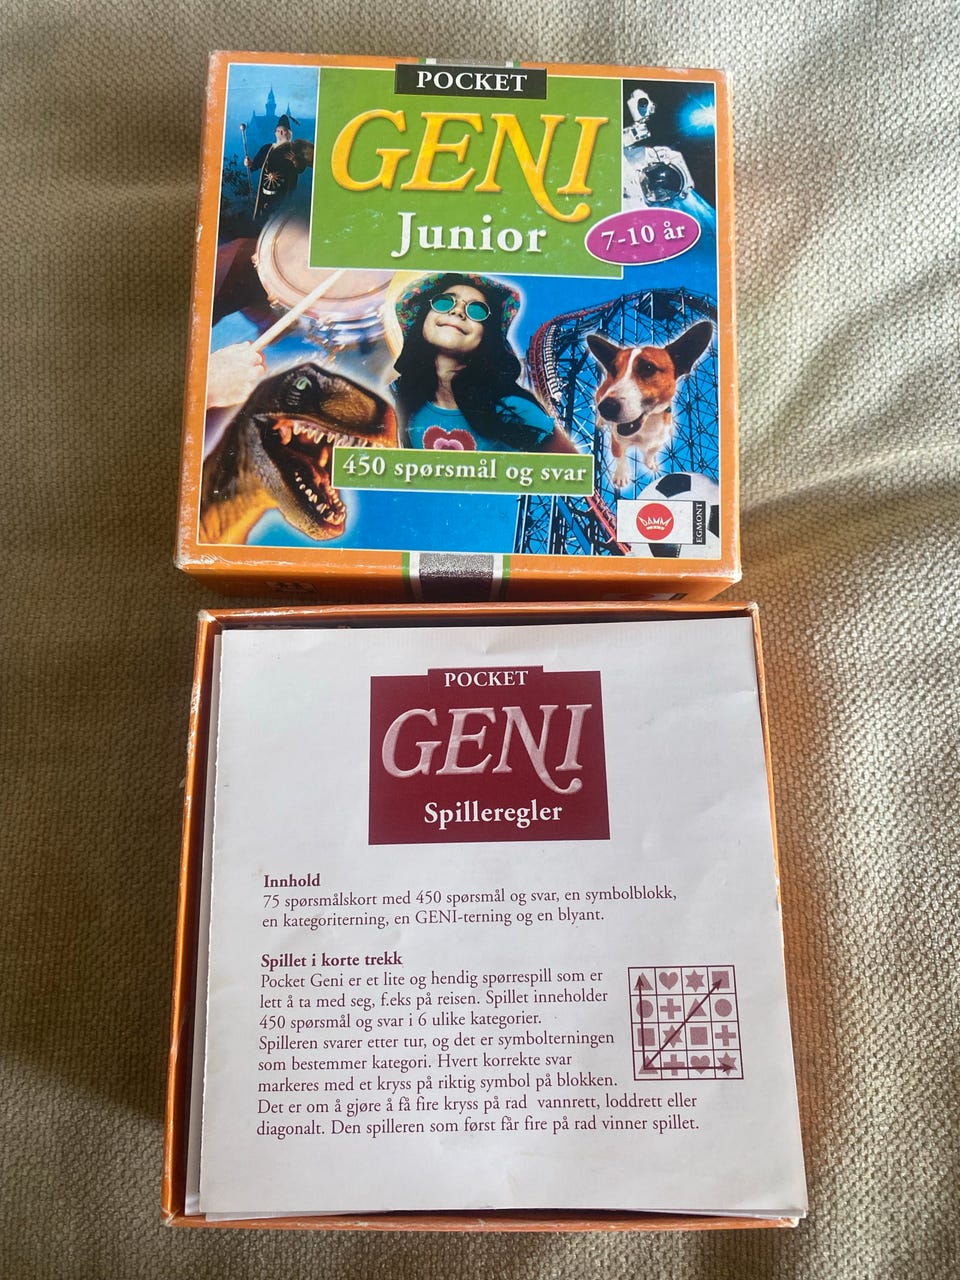 POCKET
GENI
Junior
7-10 år
450 spørsmål og svar
DAMM
EGMONT
POCKET
GENI
Spilleregler
Innhold
75 spørsmålskort med 450 spørsmål og svar, en symbolblokk,
en kategoriterning, en GENI-terning og en blyant.
Spillet i korte trekk
Pocket Geni er et lite og hendig spørrespill som er
lett å ta med seg, f.eks på reisen. Spillet inneholder
450 spørsmål og svar i 6 ulike kategorier.
Spilleren svarer etter tur, og det er symbolterningen
som bestemmer kategori. Hvert korrekte svar
markeres med et kryss på riktig symbol på blokken.
Det er om å gjøre å få fire kryss på rad vannrett, loddrett eller
diagonalt. Den spilleren som først får fire på rad vinner spillet.